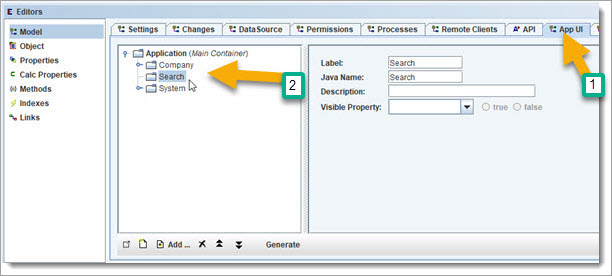 E Editors
Model
Object
Properties
Calc Properties
(x) Methods
Indexes
Links
Settings Changes DataSource Permissions Processes Remote Clients A API App UI
Application (Main Container)
Company
Search
System
Label: Search
Java Name: Search
Description:
Visible Property: true false
1
2
Add ... Generate